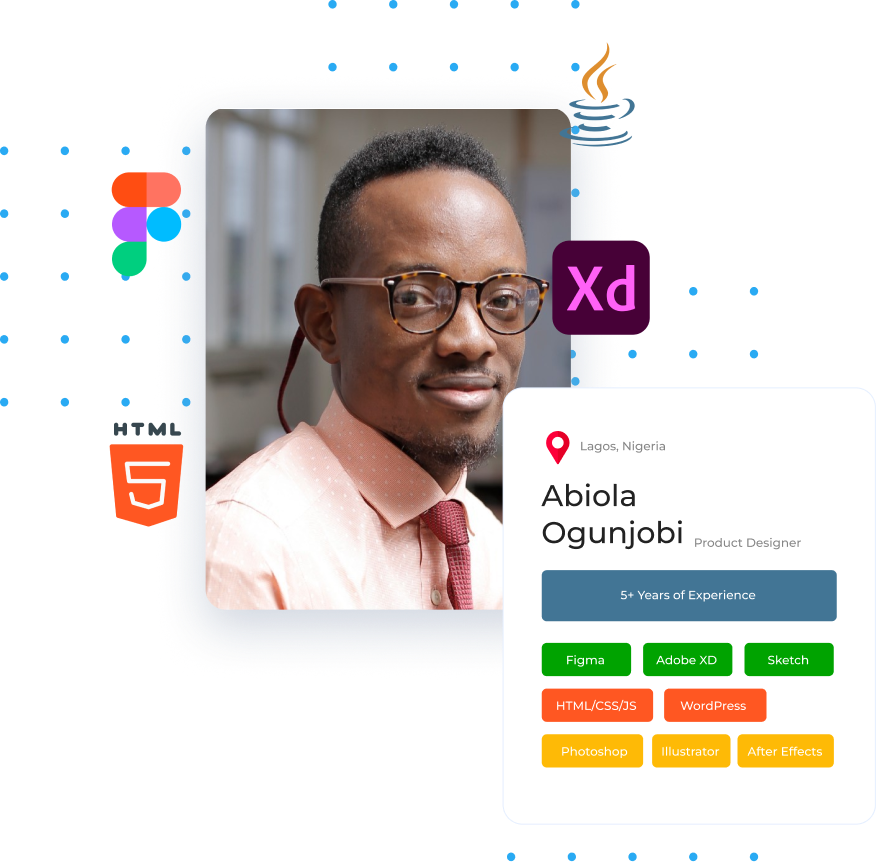 Xd
HTML
5
Lagos, Nigeria
Abiola
Ogunjobi Product Designer
5+ Years of Experience
Figma Adobe XD Sketch
HTML/CSS/JS WordPress
Photoshop Illustrator After Effects